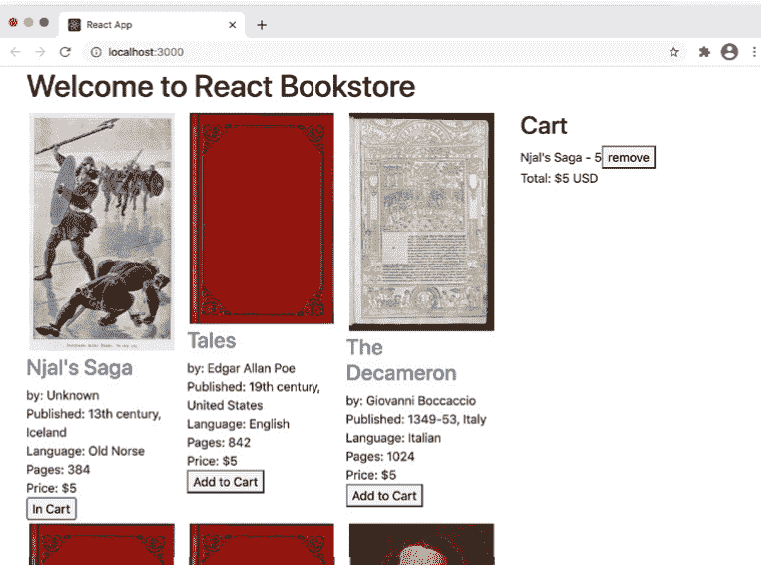 React App
localhost:3000
Welcome to React Bookstore
Njal's Saga
by: Unknown
Published: 13th century,
Iceland
Language: Old Norse
Pages: 384
Price: $5
In Cart
Tales
by: Edgar Allan Poe
Published: 19th century,
United States
Language: English
Pages: 842
Price: $5
Add to Cart
The
Decameron
by: Giovanni Boccaccio
Published: 1349-53, Italy
Language: Italian
Pages: 1024
Price: $5
Add to Cart
Cart
Njal's Saga - 5 remove
Total: $5 USD